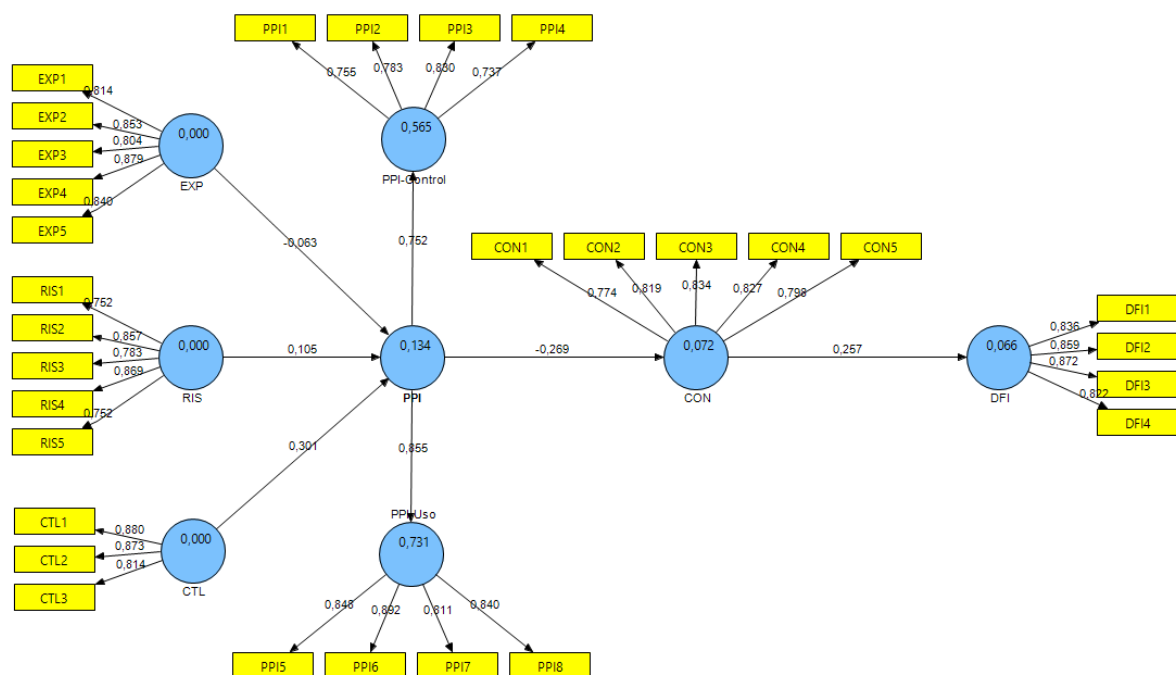 PPI1
PPI2
PPI3
PPI4
0,755
0,783
0,830
0,737
EXP1
EXP2
EXP3
EXP4
EXP5
0,814
0,853
0,804
0,879
0,840
0,000
EXP
0,565
PPI-Control
-0,063
0,752
CON1
CON2
CON3
CON4
CON5
0,774
0,819
0,834
0,827
0,798
RIS1
RIS2
RIS3
RIS4
RIS5
0,752
0,857
0,783
0,869
0,752
0,000
RIS
0,105
0,134
PPI
-0,269
0,072
CON
0,257
0,066
DFI
0,836
0,859
0,872
0,822
DFI1
DFI2
DFI3
DFI4
0,301
0,855
CTL1
CTL2
CTL3
0,880
0,873
0,814
0,000
CTL
PPI-Uso
0,731
0,848
0,892
0,811
0,840
PPI5
PPI6
PPI7
PPI8